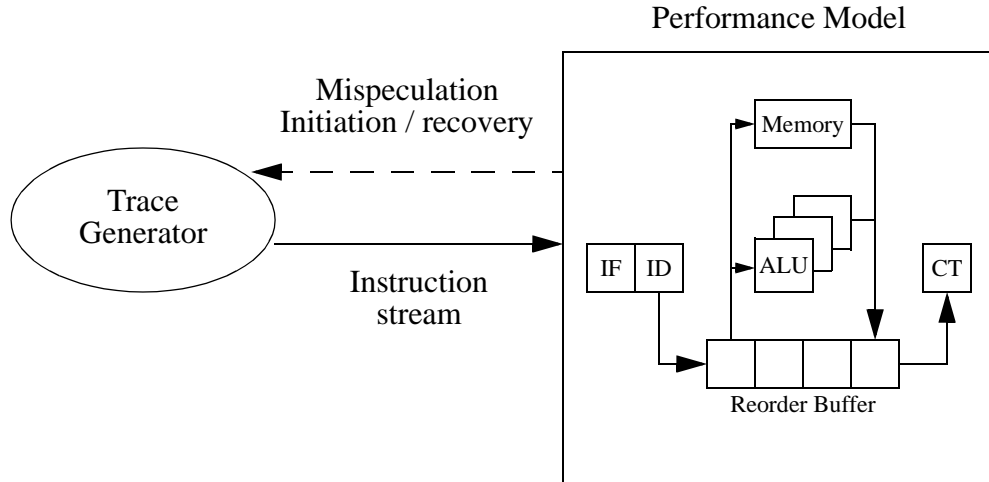 Performance Model
Mispeculation
Initiation / recovery
Trace
Generator
Instruction
stream
Memory
ALU
IF
ID
CT
Reorder Buffer